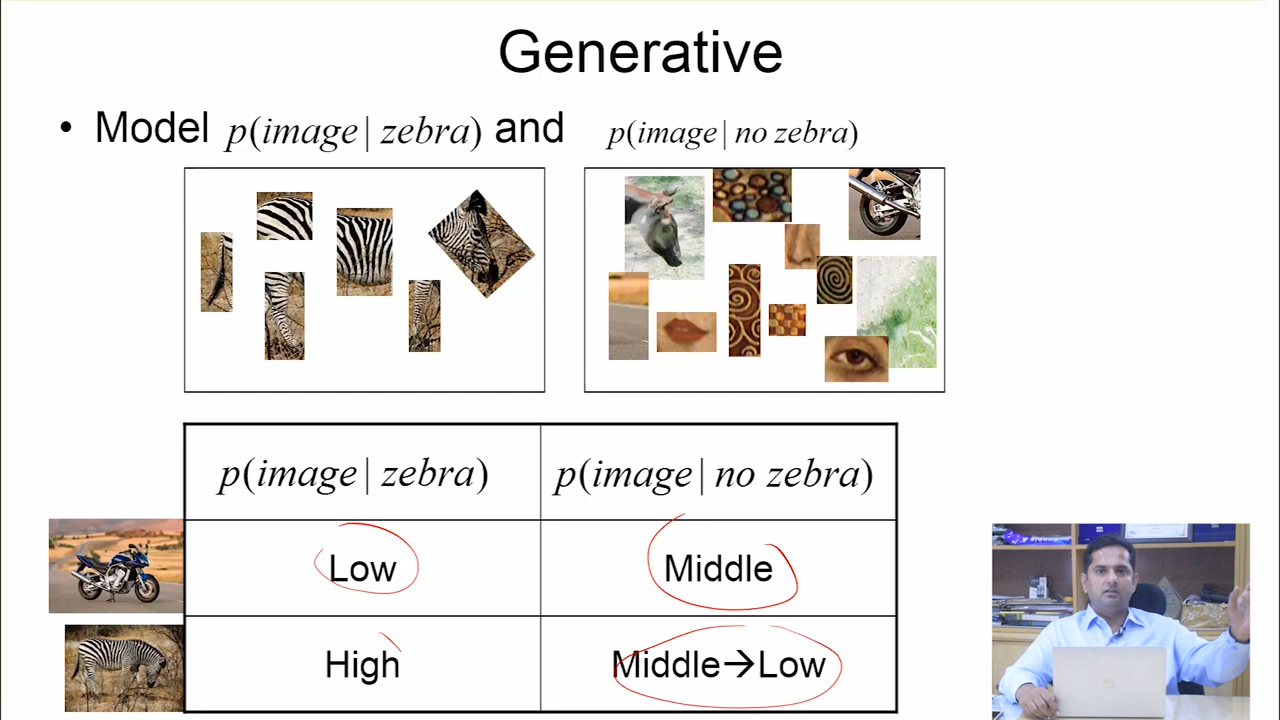 Generative
• Model p(image | zebra) and p(image | no zebra)
p(image | zebra) p(image | no zebra)
Low Middle
High Middle→Low